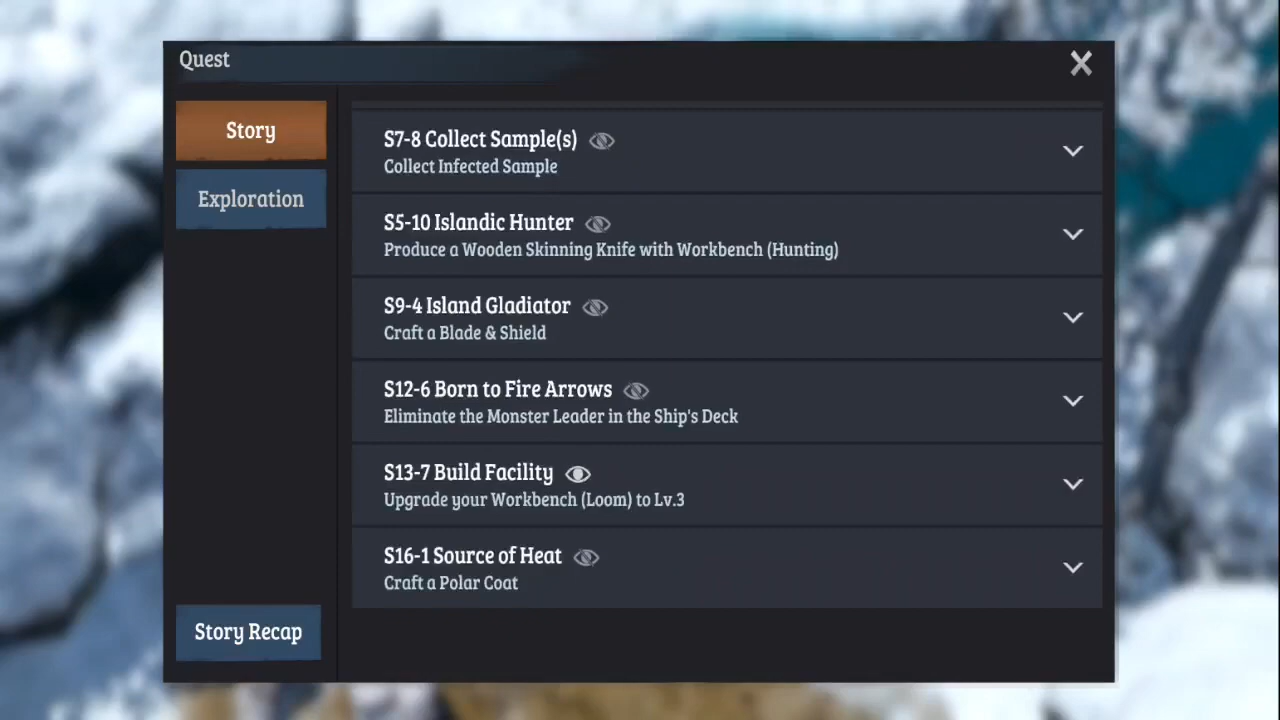 Quest
Story
Exploration
S7-8 Collect Sample(s)
Collect Infected Sample
S5-10 Islandic Hunter
Produce a Wooden Skinning Knife with Workbench (Hunting)
S9-4 Island Gladiator
Craft a Blade & Shield
S12-6 Born to Fire Arrows
Eliminate the Monster Leader in the Ship's Deck
S13-7 Build Facility
Upgrade your Workbench (Loom) to Lv.3
S16-1 Source of Heat
Craft a Polar Coat
Story Recap